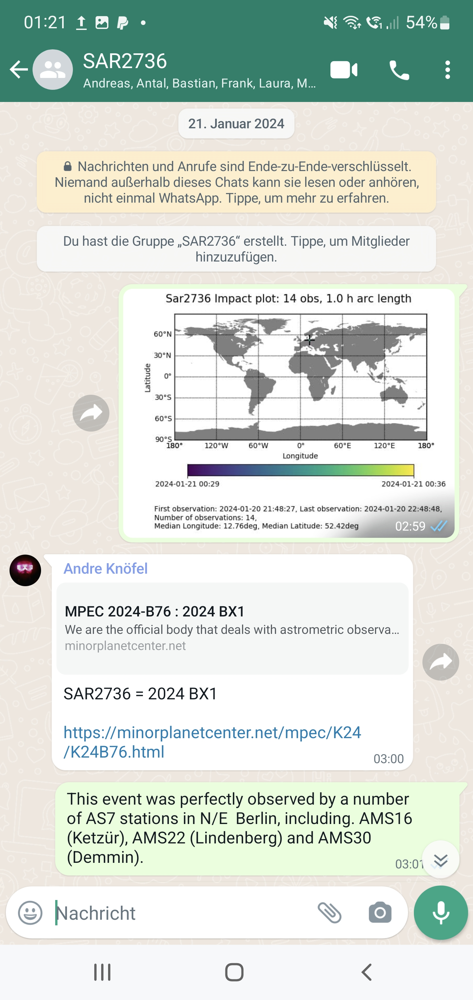 01:21
54%
SAR2736
Andreas, Antal, Bastian, Frank, Laura, M...
21. Januar 2024
Nachrichten und Anrufe sind Ende-zu-Ende-verschlüsselt.
Niemand außerhalb dieses Chats kann sie lesen oder anhören,
nicht einmal WhatsApp. Tippe, um mehr zu erfahren.
Du hast die Gruppe „SAR2736“ erstellt. Tippe, um Mitglieder
hinzuzufügen.
Sar2736 Impact plot: 14 obs, 1.0 h arc length
60°N
30°N
0°
30°S
60°S
90°S
Latitude
180° 120°W 60°W 0° 60°E 120°E 180°
Longitude
2024-01-21 00:29 2024-01-21 00:36
First observation: 2024-01-20 21:48:27, Last observation: 2024-01-20 22:48:48,
Number of observations: 14,
Median Longitude: 12.76deg, Median Latitude: 52.42deg
02:59
Andre Knöfel
MPEC 2024-B76 : 2024 BX1
We are the official body that deals with astrometric observa...
minorplanetcenter.net
SAR2736 = 2024 BX1
https://minorplanetcenter.net/mpec/K24
/K24B76.html
03:00
This event was perfectly observed by a number
of AS7 stations in N/E  Berlin, including. AMS16
(Ketzür), AMS22 (Lindenberg) and AMS30
(Demmin).
03:01
Nachricht